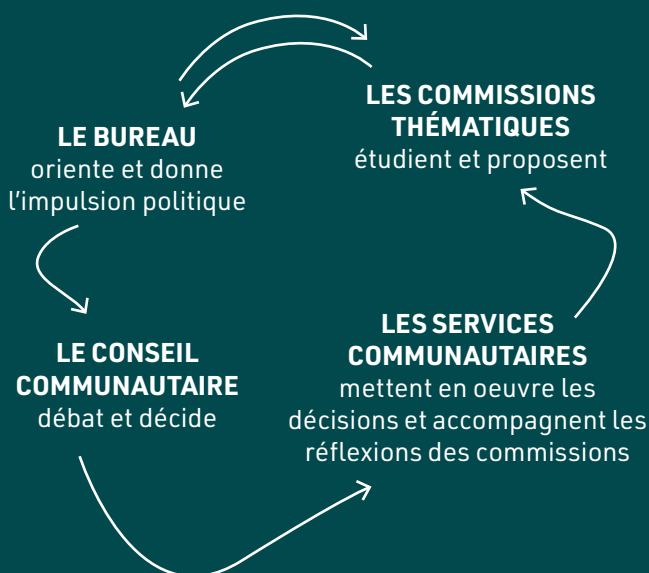 LE BUREAU
oriente et donne
l'impulsion politique
LES COMMISSIONS
THÉMATIQUES
étudient et proposent
LE CONSEIL
COMMUNAUTAIRE
débat et décide
LES SERVICES
COMMUNAUTAIRES
mettent en oeuvre les
décisions et accompagnent les
réflexions des commissions